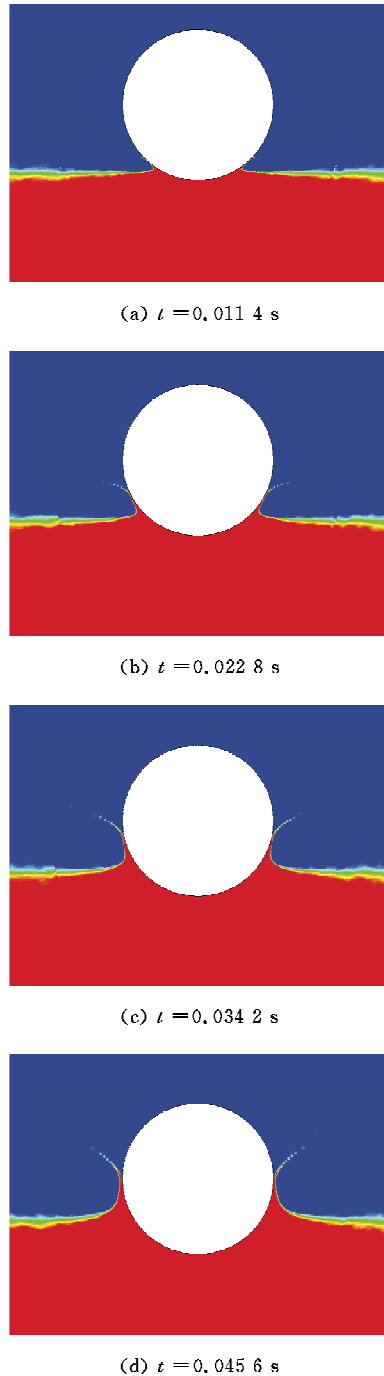 (a) t =0.011 4 s
(b) t =0.022 8 s
(c) t =0.034 2 s
(d) t =0.045 6 s